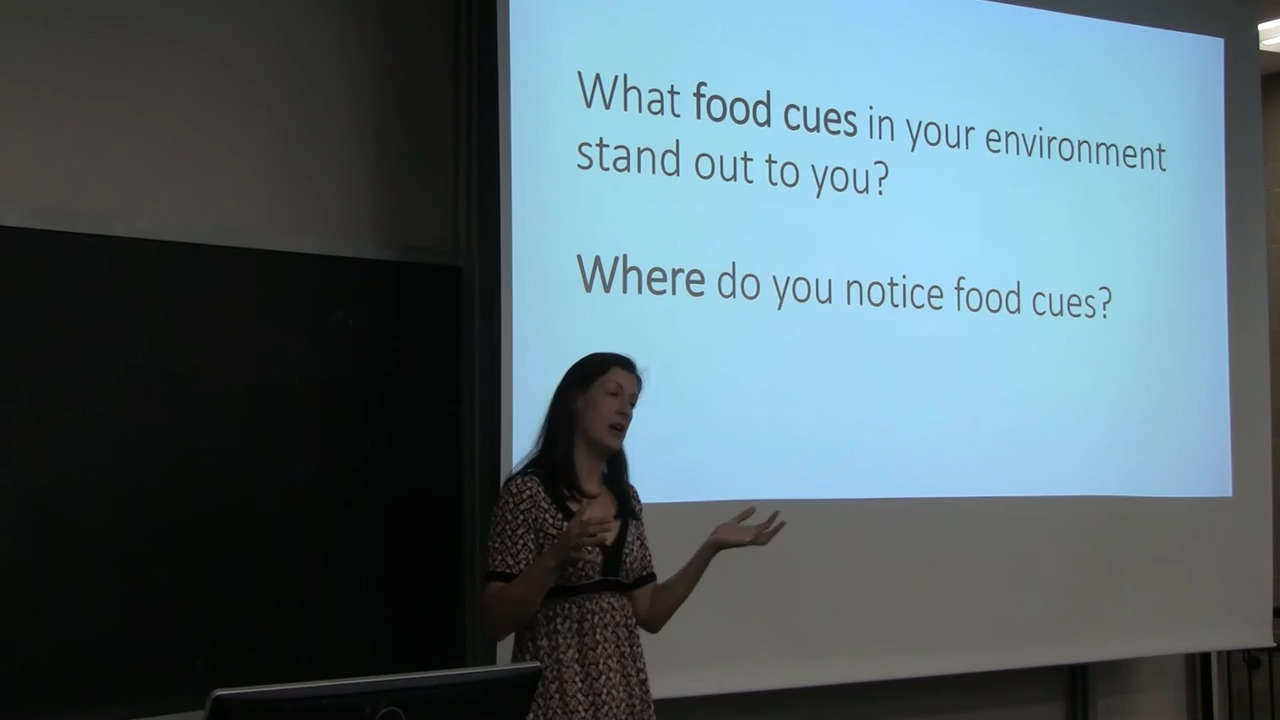 What food cues in your environment
stand out to you?
Where do you notice food cues?